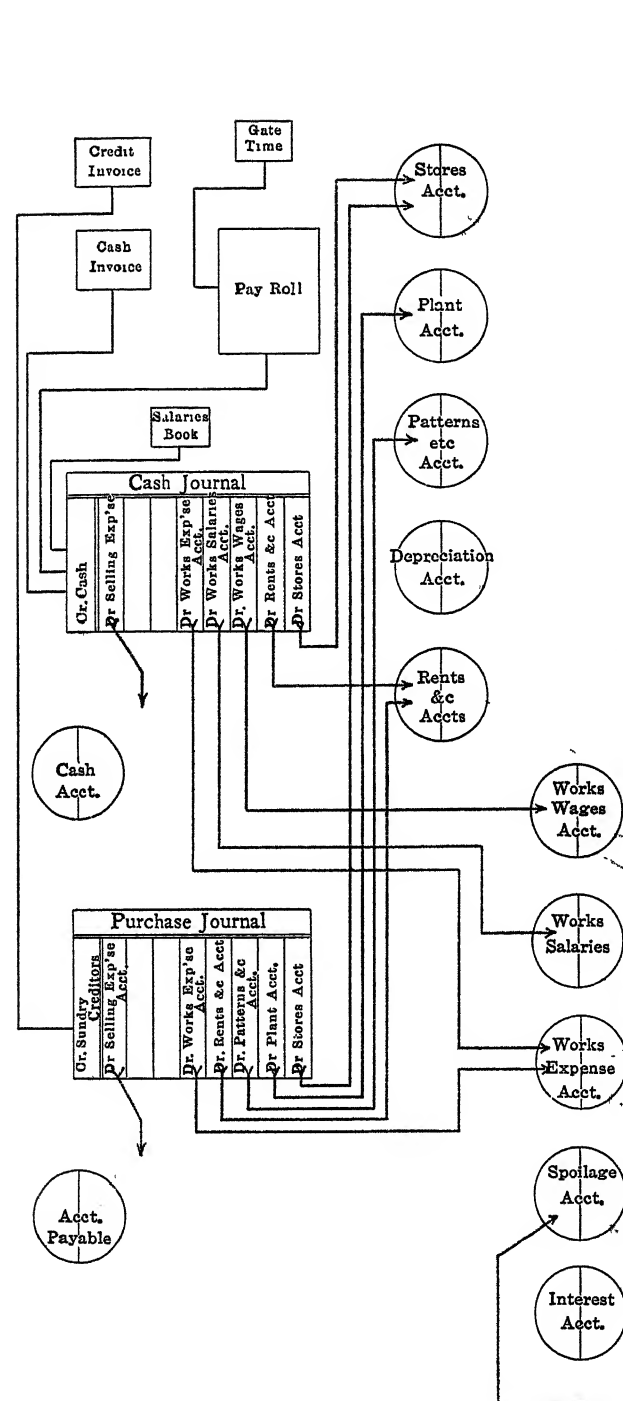 Gate
Time
Credit
Invoice
Cash
Invoice
Pay Roll
Stores
Acct.
Plant
Acct.
Salaries
Book
Patterns
etc
Acct.
Cash Journal
Cr. Cash
Dr Selling Exp'se
Dr Works Exp'se
Acct.
Dr Works Salaries
Acct.
Dr. Works Wages
Acct.
Dr Rents &c Acct
Dr Stores Acct
Depreciation
Acct.
Rents
&c
Accts
Cash
Acct.
Works
Wages
Acct.
Purchase Journal
Cr. Sundry
Creditors
Dr Selling Exp'se
Acct.
Dr. Works Exp'se
Acct.
Dr. Rents &c Acct
Dr. Patterns &c
Acct.
Dr Plant Acct.
Dr Stores Acct
Works
Salaries
Works
Expense
Acct.
Acct.
Payable
Spoilage
Acct.
Interest
Acct.